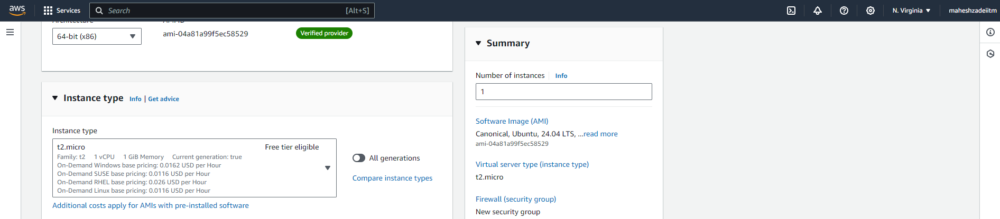 aws
Services
Search [Alt+S]
N. Virginia
maheshzadeiitm
Architecture
AMI ID
64-bit (x86)
ami-04a81a99f5ec58529
Verified provider
Instance type Info | Get advice
Instance type
t2.micro Free tier eligible
Family: t2 1 vCPU 1 GiB Memory Current generation: true
On-Demand Windows base pricing: 0.0162 USD per Hour
On-Demand SUSE base pricing: 0.0116 USD per Hour
On-Demand RHEL base pricing: 0.026 USD per Hour
On-Demand Linux base pricing: 0.0116 USD per Hour
All generations
Compare instance types
Additional costs apply for AMIs with pre-installed software
Summary
Number of instances Info
1
Software Image (AMI)
Canonical, Ubuntu, 24.04 LTS, ...read more
ami-04a81a99f5ec58529
Virtual server type (instance type)
t2.micro
Firewall (security group)
New security group